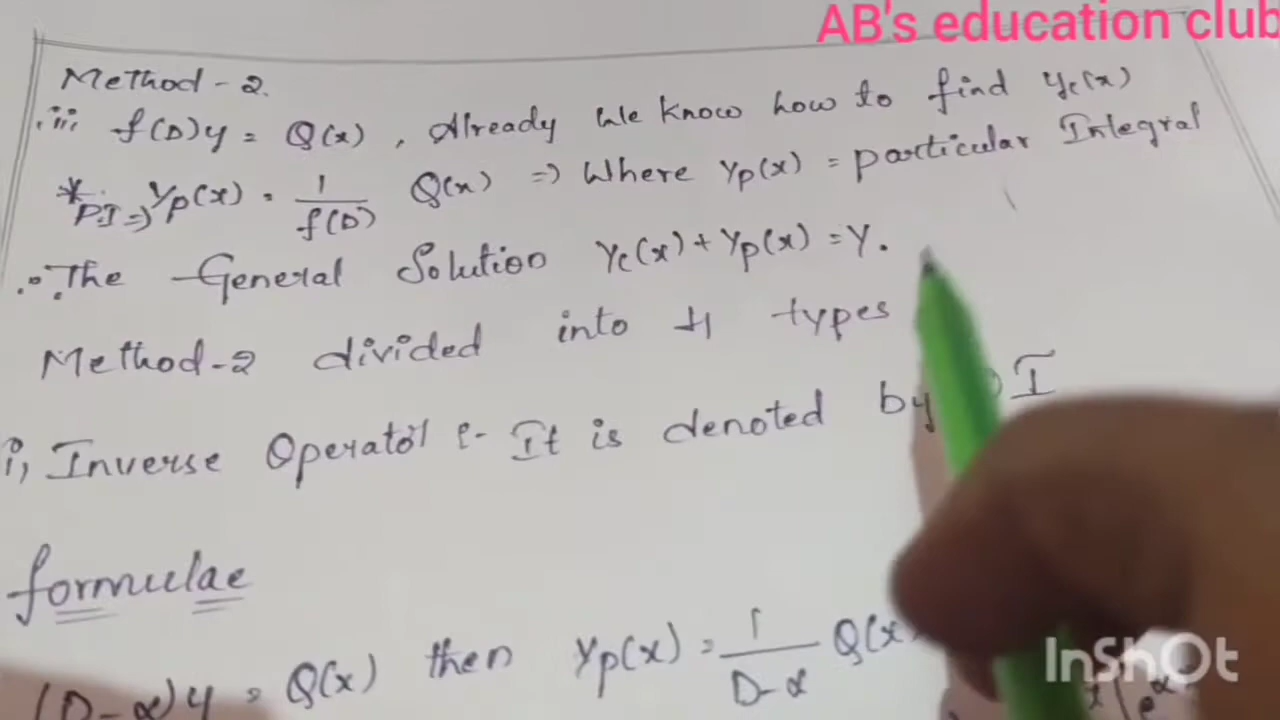 AB's education club
Method - 2.
f(D)y = Q(x), Already We know how to find yc(x)
* P.I => Yp(x) = 1/f(D) Q(x) => Where Yp(x) = particular Integral
∴ The General Solution Yc(x) + Yp(x) = Y.
Method-2 divided into 4 types
i, Inverse Operator :- It is denoted by I
formulae
(D-α)y = Q(x) then Yp(x) = 1/D-α Q(x)
InShOt